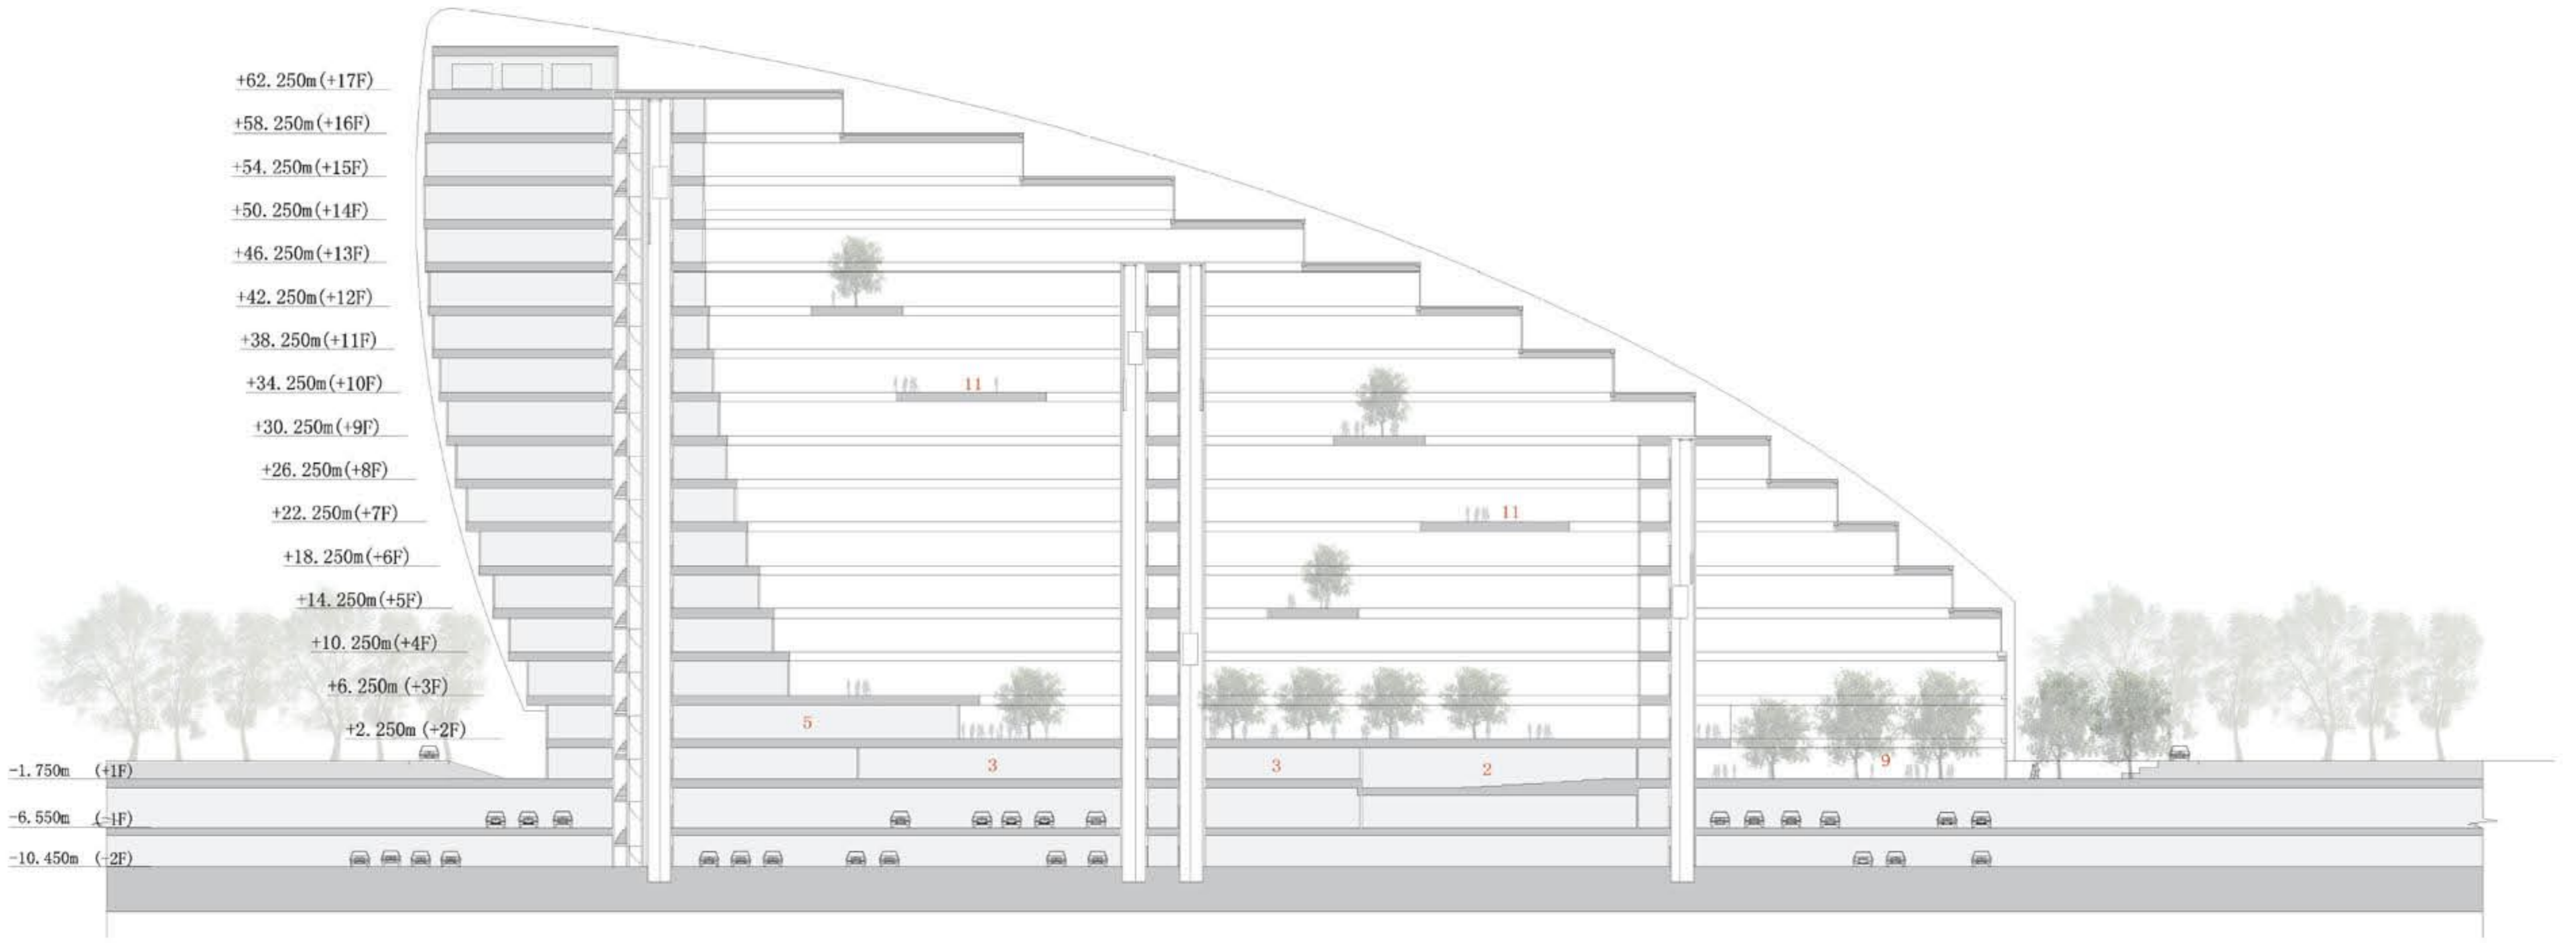 +62.250m(+17F)
+58.250m(+16F)
+54.250m(+15F)
+50.250m(+14F)
+46.250m(+13F)
+42.250m(+12F)
+38.250m(+11F)
+34.250m(+10F)
11
+30.250m(+9F)
+26.250m(+8F)
+22.250m(+7F)
11
+18.250m(+6F)
+14.250m(+5F)
+10.250m(+4F)
+6.250m (+3F)
5
+2.250m (+2F)
-1.750m (+1F)
3
3
2
9
-6.550m (-1F)
-10.450m (-2F)